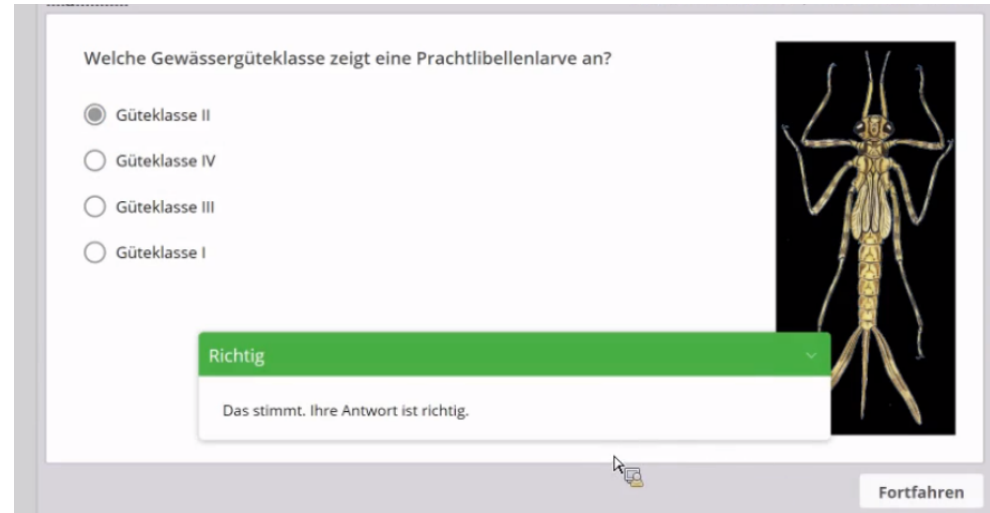 Welche Gewässergüteklasse zeigt eine Prachtlibellenlarve an?
Güteklasse II
Güteklasse IV
Güteklasse III
Güteklasse I
Richtig
Das stimmt. Ihre Antwort ist richtig.
Fortfahren